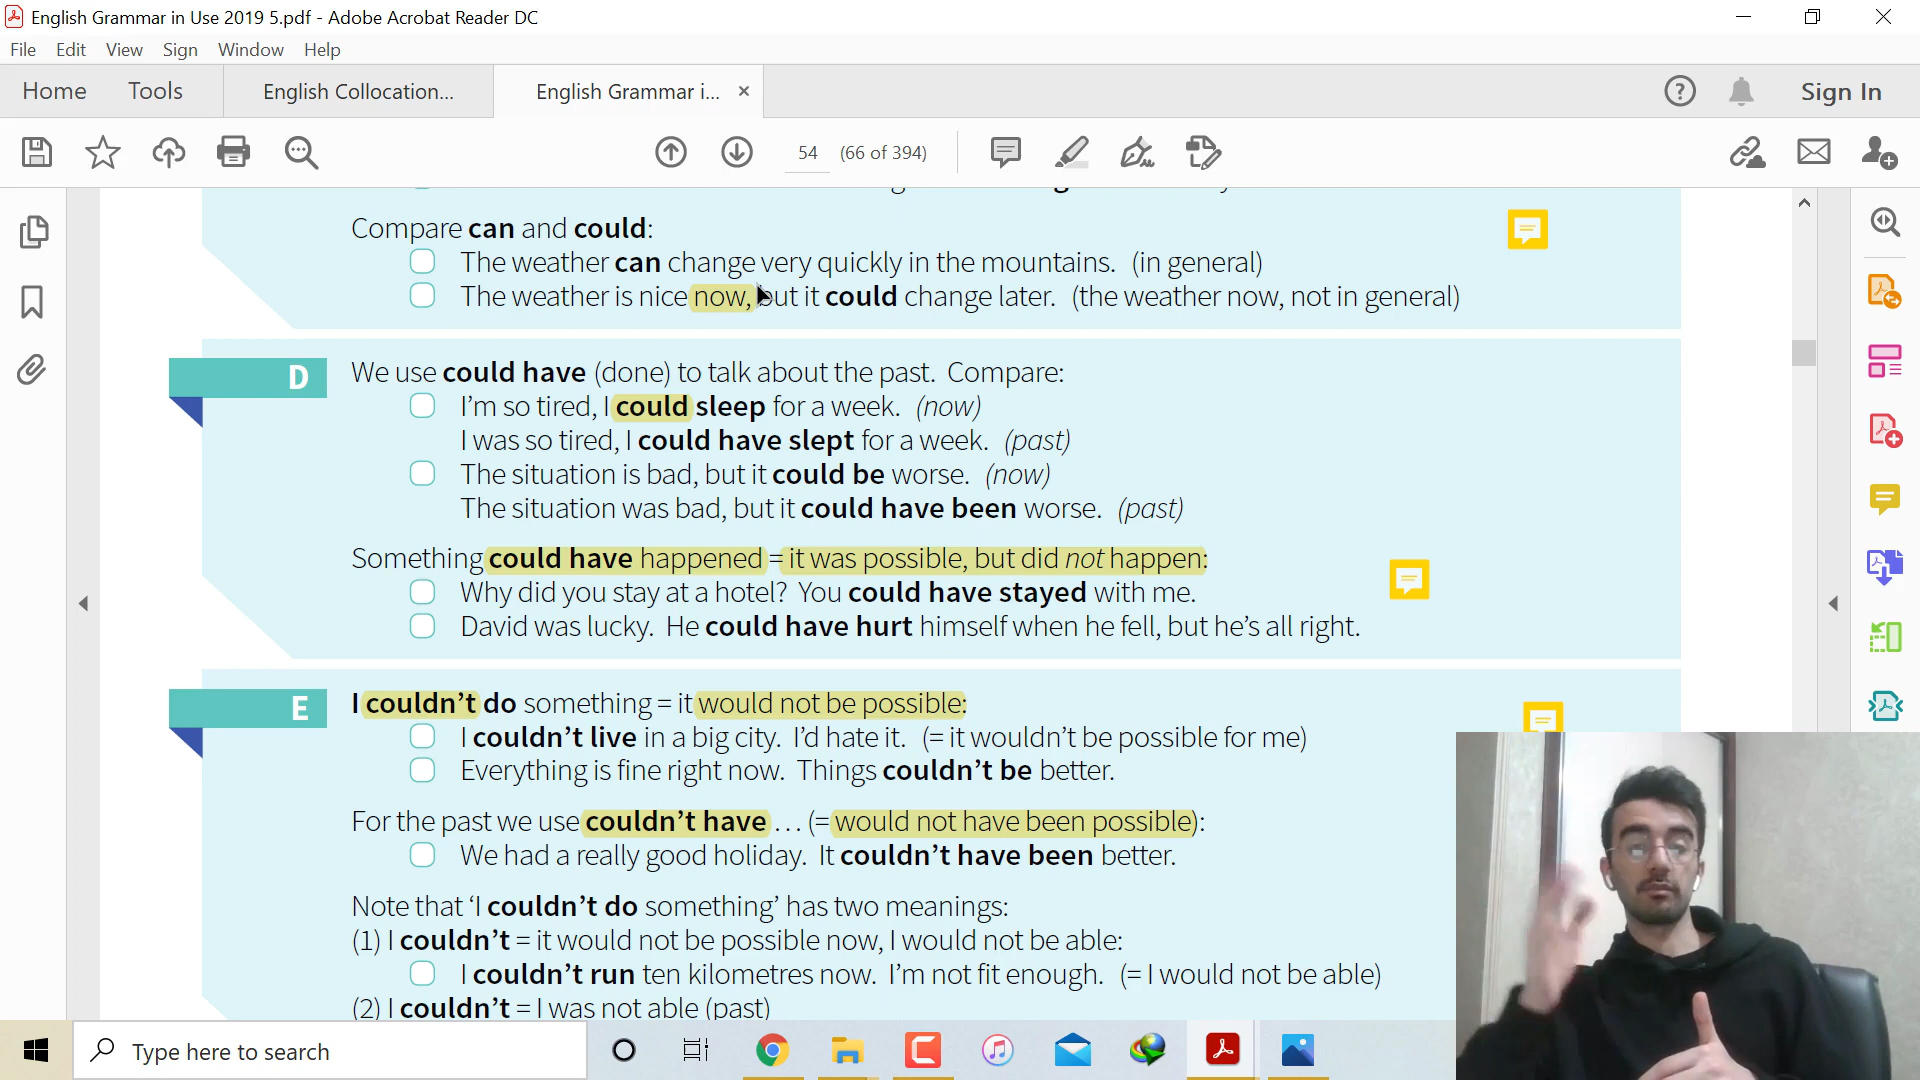 English Grammar in Use 2019 5.pdf - Adobe Acrobat Reader DC
File Edit View Sign Window Help
Home Tools English Collocation... English Grammar i... × Sign In
54 (66 of 394)
Compare can and could:
The weather can change very quickly in the mountains. (in general)
The weather is nice now, but it could change later. (the weather now, not in general)
D We use could have (done) to talk about the past. Compare:
I'm so tired, I could sleep for a week. (now)
I was so tired, I could have slept for a week. (past)
The situation is bad, but it could be worse. (now)
The situation was bad, but it could have been worse. (past)
Something could have happened = it was possible, but did not happen:
Why did you stay at a hotel? You could have stayed with me.
David was lucky. He could have hurt himself when he fell, but he's all right.
E I couldn't do something = it would not be possible:
I couldn't live in a big city. I'd hate it. (= it wouldn't be possible for me)
Everything is fine right now. Things couldn't be better.
For the past we use couldn't have ... (= would not have been possible):
We had a really good holiday. It couldn't have been better.
Note that 'I couldn't do something' has two meanings:
(1) I couldn't = it would not be possible now, I would not be able:
I couldn't run ten kilometres now. I'm not fit enough. (= I would not be able)
(2) I couldn't = I was not able (past)
Type here to search